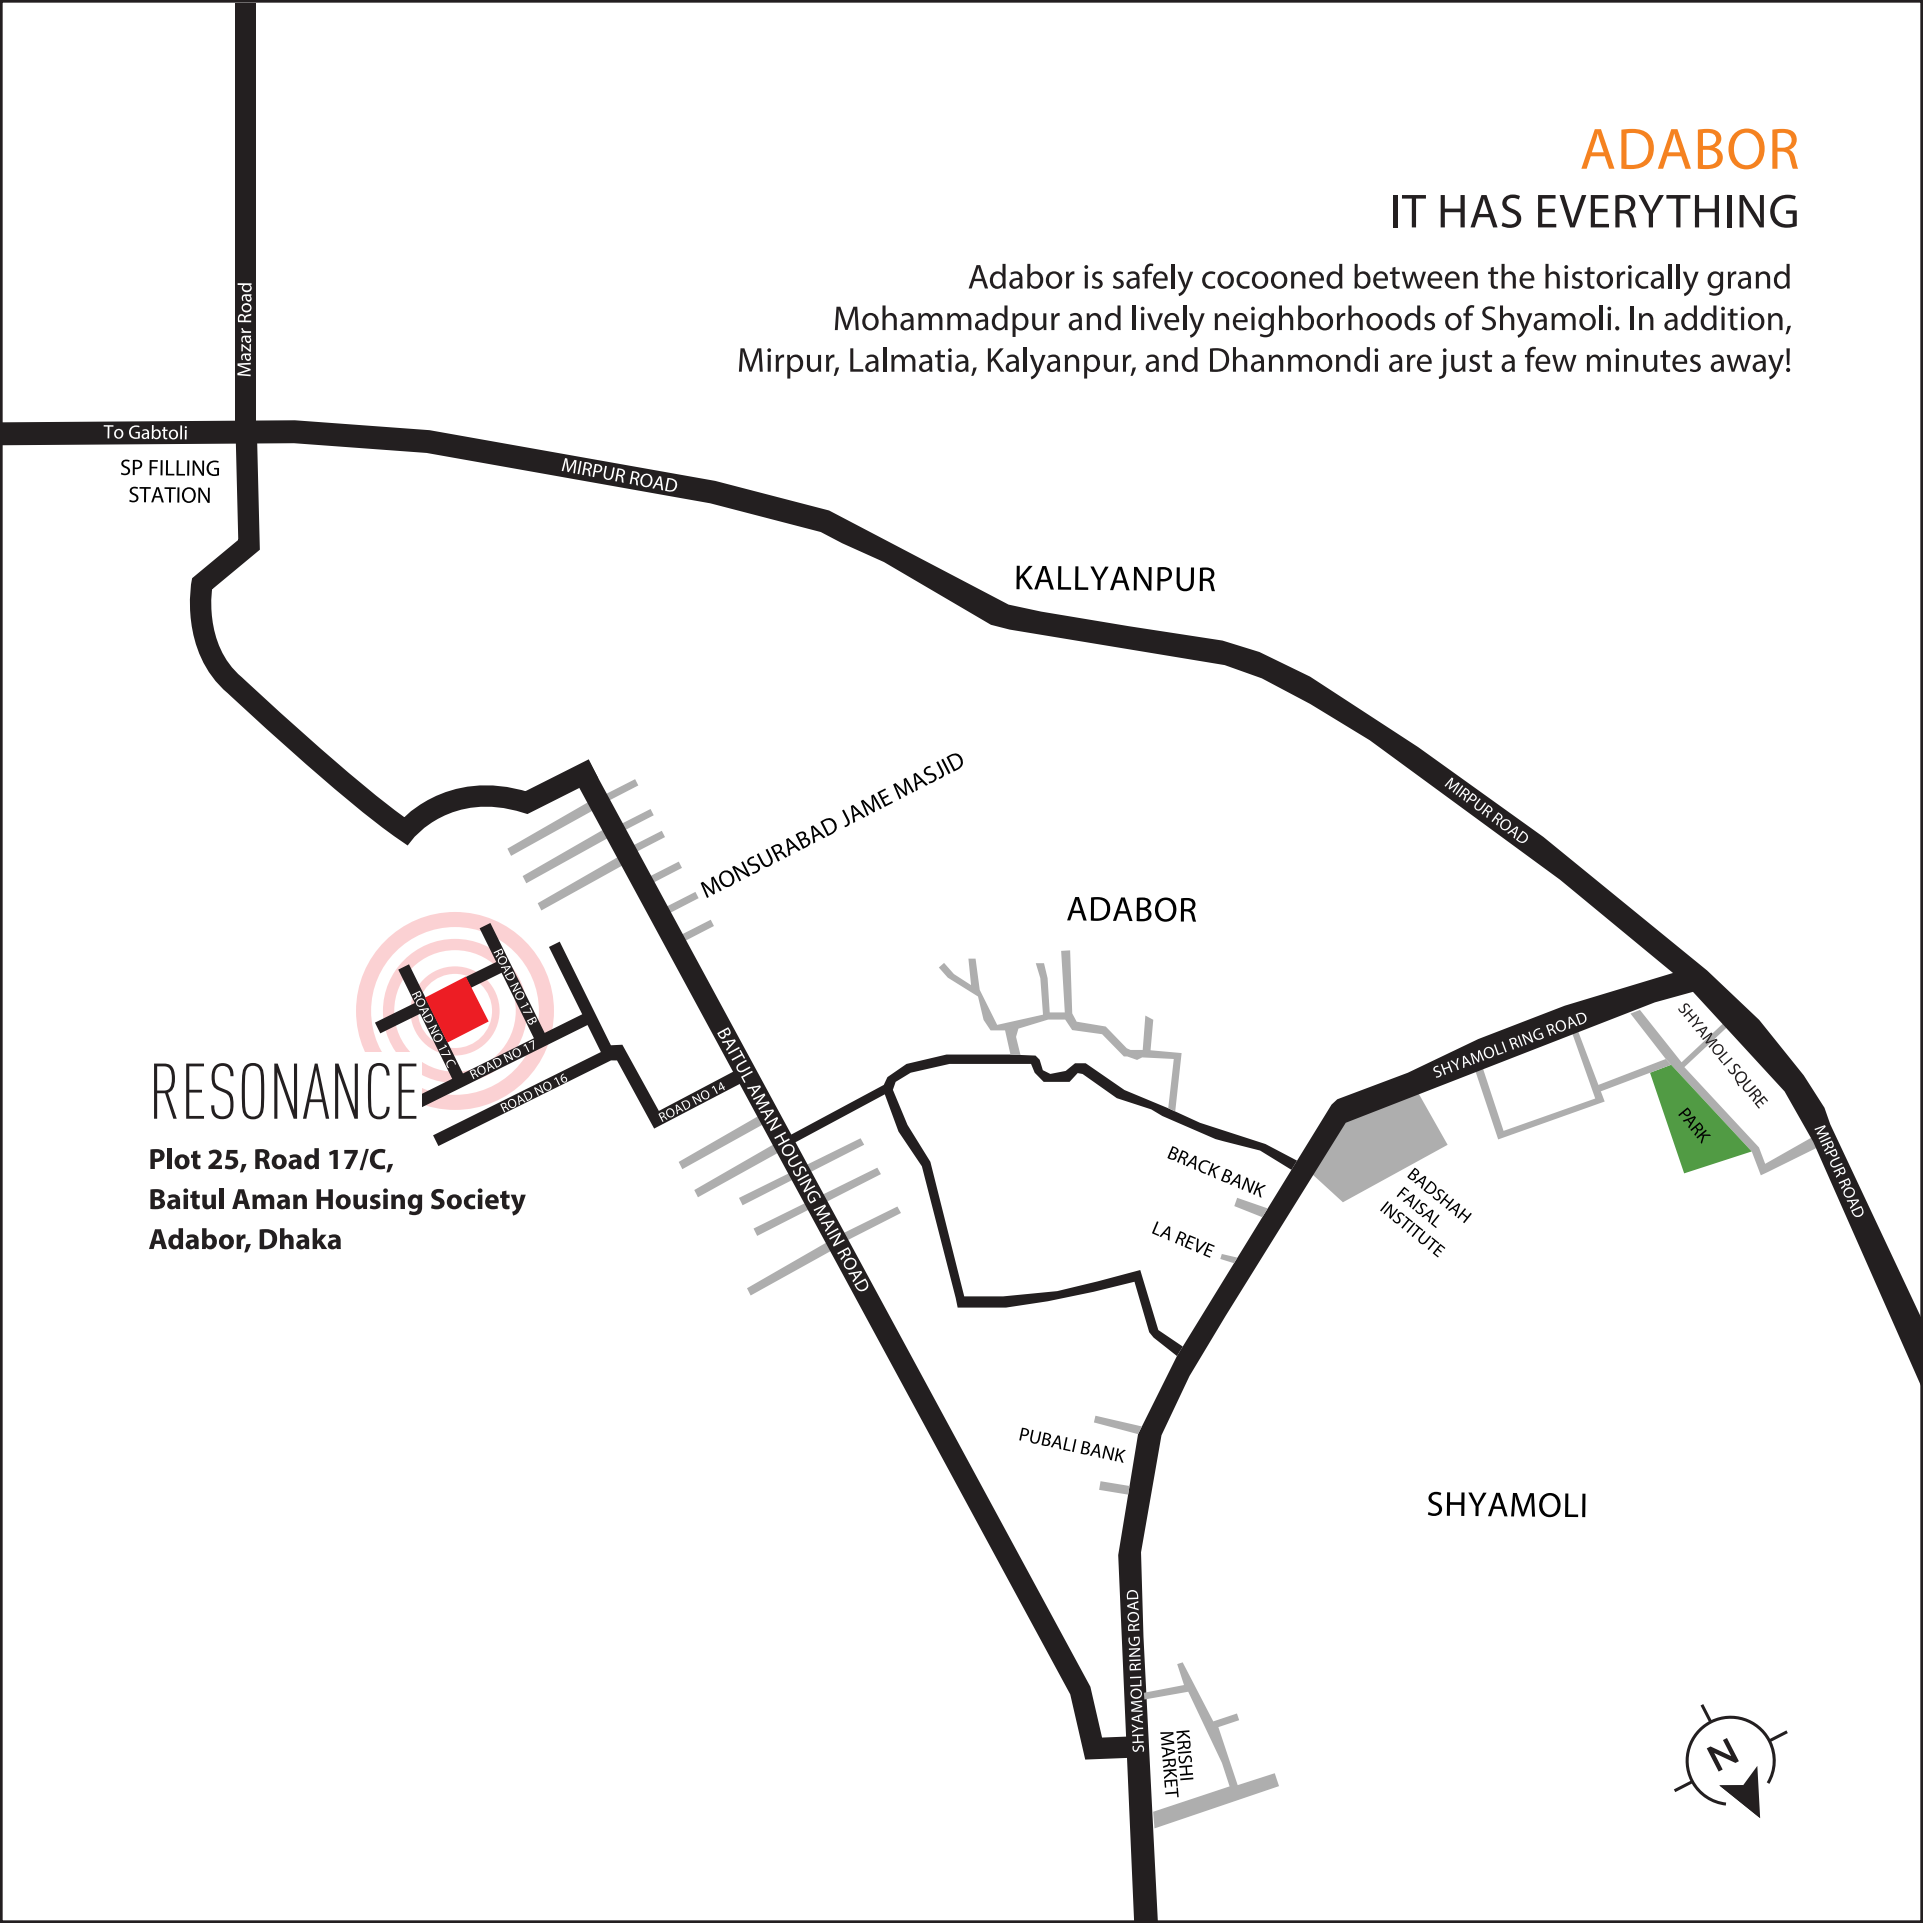 ADABOR
IT HAS EVERYTHING
Adabor is safely cocooned between the historically grand
Mohammadpur and lively neighborhoods of Shyamoli. In addition,
Mirpur, Lalmatia, Kalyanpur, and Dhanmondi are just a few minutes away!
Mazar Road
To Gabtoli
SP FILLING
STATION
MIRPUR ROAD
KALLYANPUR
MIRPUR ROAD
MONSURABAD JAME MASJID
ADABOR
ROAD NO 17 B
ROAD NO 17 C
ROAD NO 17
ROAD NO 16
ROAD NO 14
BAITUL AMAN HOUSING MAIN ROAD
RESONANCE
Plot 25, Road 17/C,
Baitul Aman Housing Society
Adabor, Dhaka
SHYAMOLI RING ROAD
SHYAMOLI SQURE
PARK
MIRPUR ROAD
BRACK BANK
LA REVE
BADSHAH
FAISAL
INSTITUTE
PUBALI BANK
SHYAMOLI
SHYAMOLI RING ROAD
KRISHI
MARKET
N